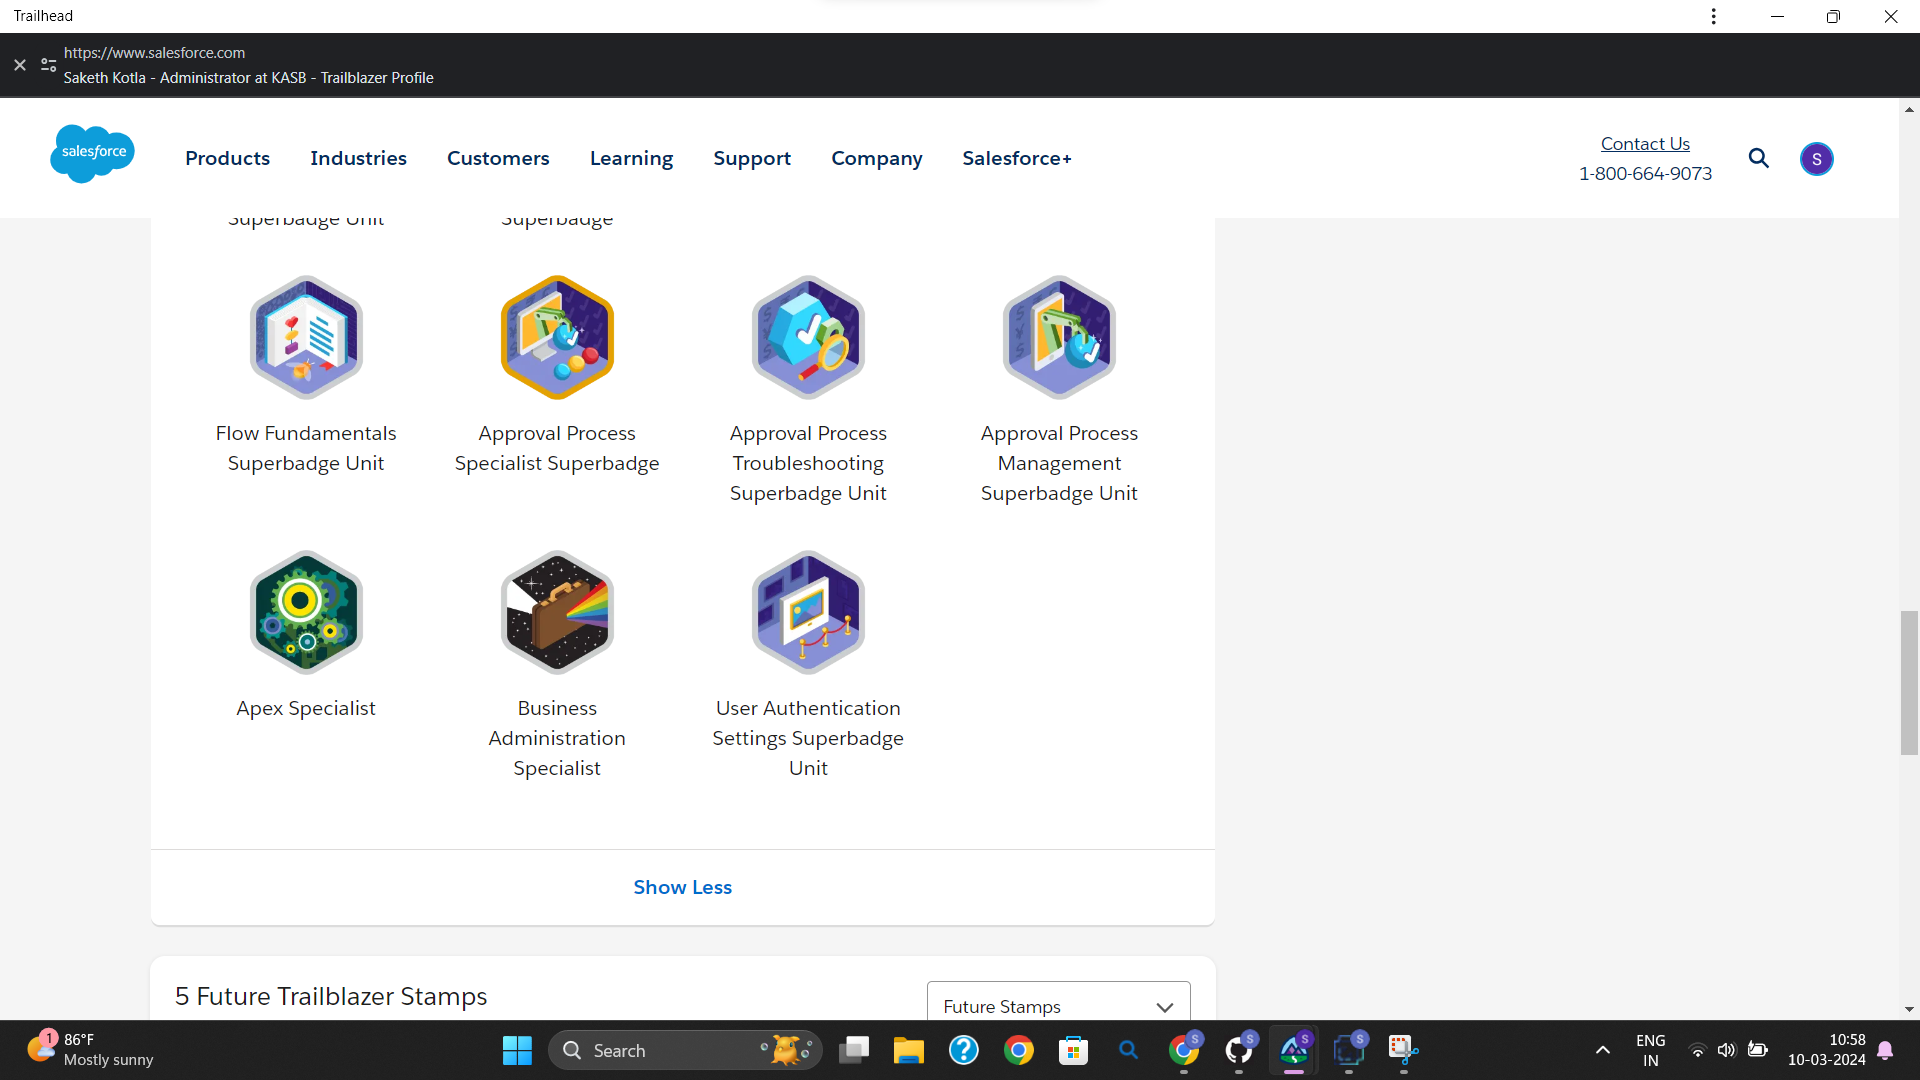 Trailhead
https://www.salesforce.com
Saketh Kotla - Administrator at KASB - Trailblazer Profile
salesforce
Products
Industries
Customers
Learning
Support
Company
Salesforce+
Contact Us
1-800-664-9073
S
Superbadge Unit
Superbadge
Flow Fundamentals
Superbadge Unit
Approval Process
Specialist Superbadge
Approval Process
Troubleshooting
Superbadge Unit
Approval Process
Management
Superbadge Unit
Apex Specialist
Business
Administration
Specialist
User Authentication
Settings Superbadge
Unit
Show Less
5 Future Trailblazer Stamps
Future Stamps
1
86°F
Mostly sunny
Search
S
S
S
S
ENG
IN
10:58
10-03-2024